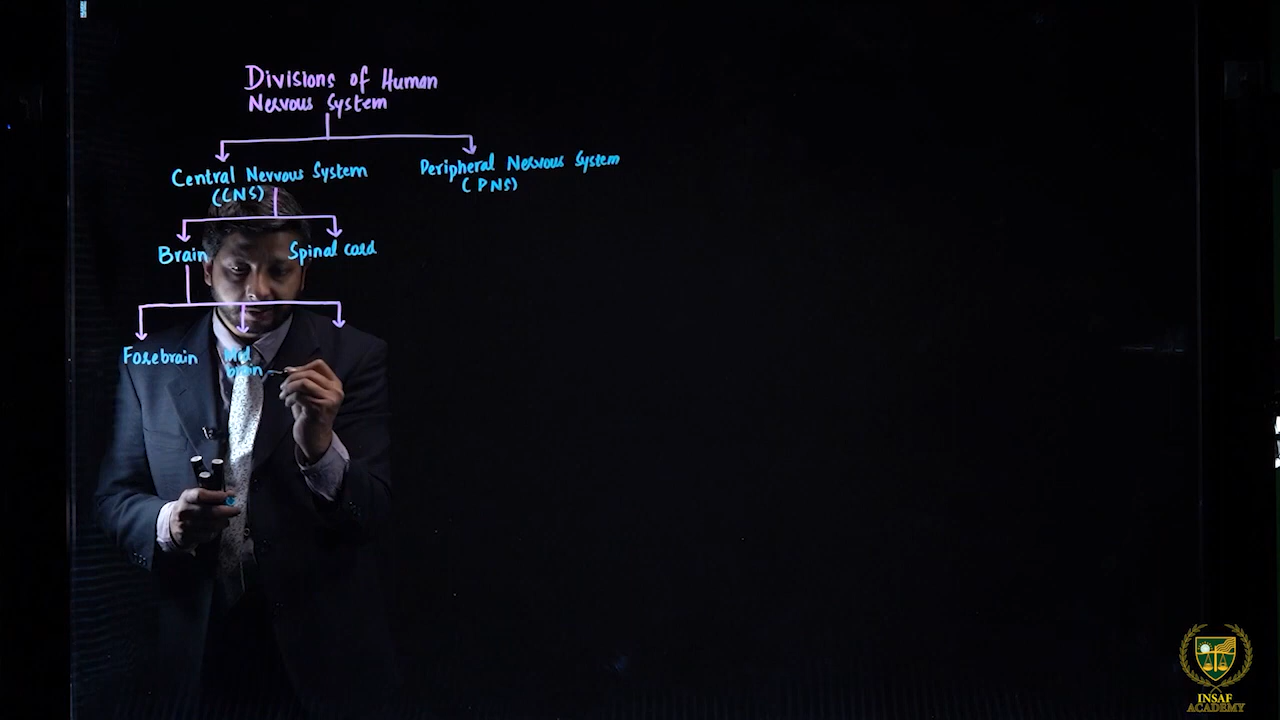 Divisions of Human
Nervous System
Central Nervous System
(CNS)
Peripheral Nervous System
(PNS)
Brain
Spinal cord
Forebrain
Mid
brain
INSAF
ACADEMY